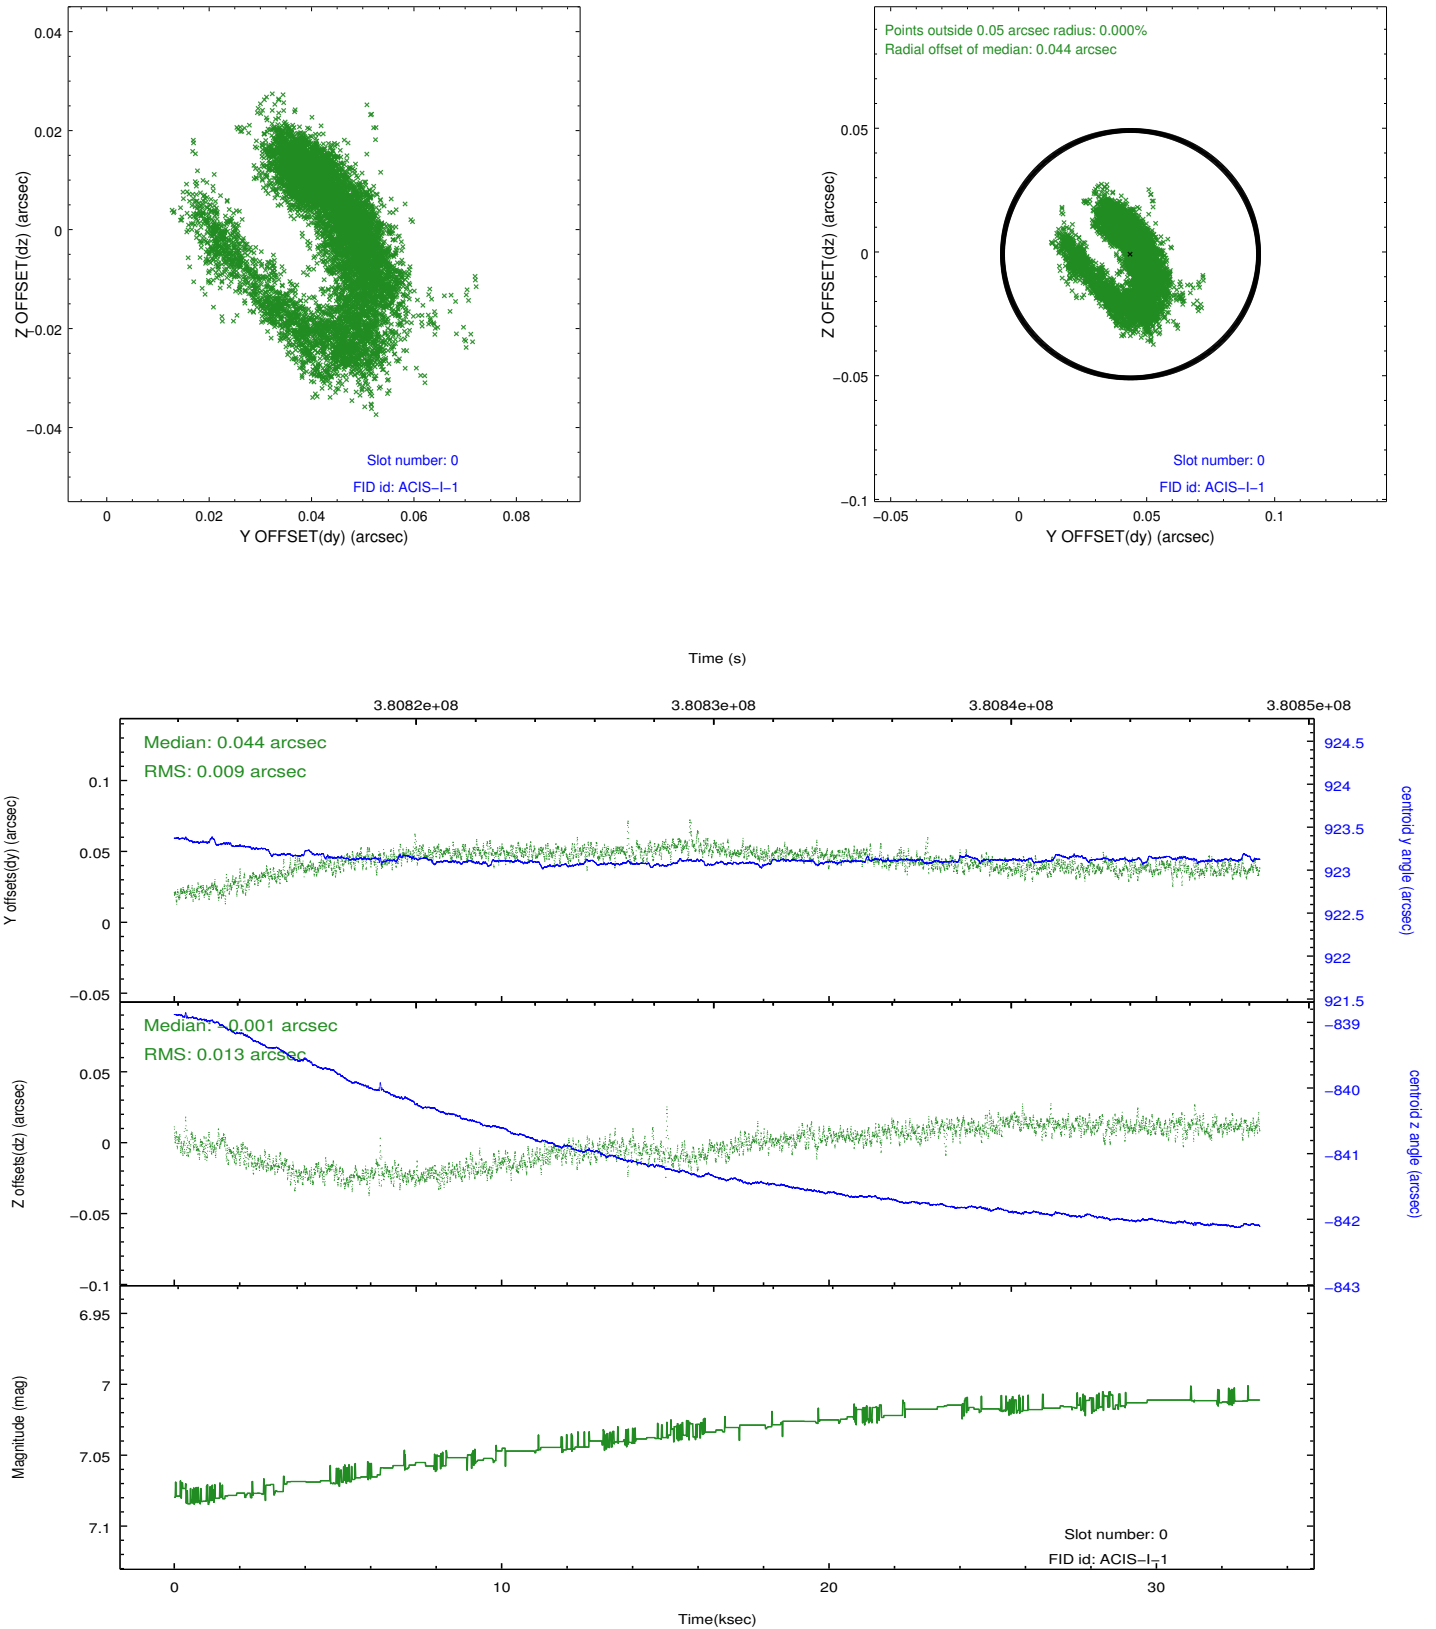 0.04
0.02
0
−0.02
−0.04
Z OFFSET(dz) (arcsec)
Slot number: 0
FID id: ACIS−I−1
0 0.02 0.04 0.06 0.08
Y OFFSET(dy) (arcsec)
Points outside 0.05 arcsec radius: 0.000%
Radial offset of median: 0.044 arcsec
0.05
0
−0.05
−0.1
Z OFFSET(dz) (arcsec)
Slot number: 0
FID id: ACIS−I−1
−0.05 0 0.05 0.1
Y OFFSET(dy) (arcsec)
Time (s)
3.8082e+08 3.8083e+08 3.8084e+08 3.8085e+08
Median: 0.044 arcsec
RMS: 0.009 arcsec
0.1
0.05
0
−0.05
Y offsets(dy) (arcsec)
924.5
924
923.5
923
922.5
922
921.5
centroid y angle (arcsec)
Median: −0.001 arcsec
RMS: 0.013 arcsec
0.05
0
−0.05
−0.1
Z offsets(dz) (arcsec)
−839
−840
−841
−842
−843
centroid z angle (arcsec)
6.95
7
7.05
7.1
Magnitude (mag)
Slot number: 0
FID id: ACIS−I−1
0 10 20 30
Time(ksec)